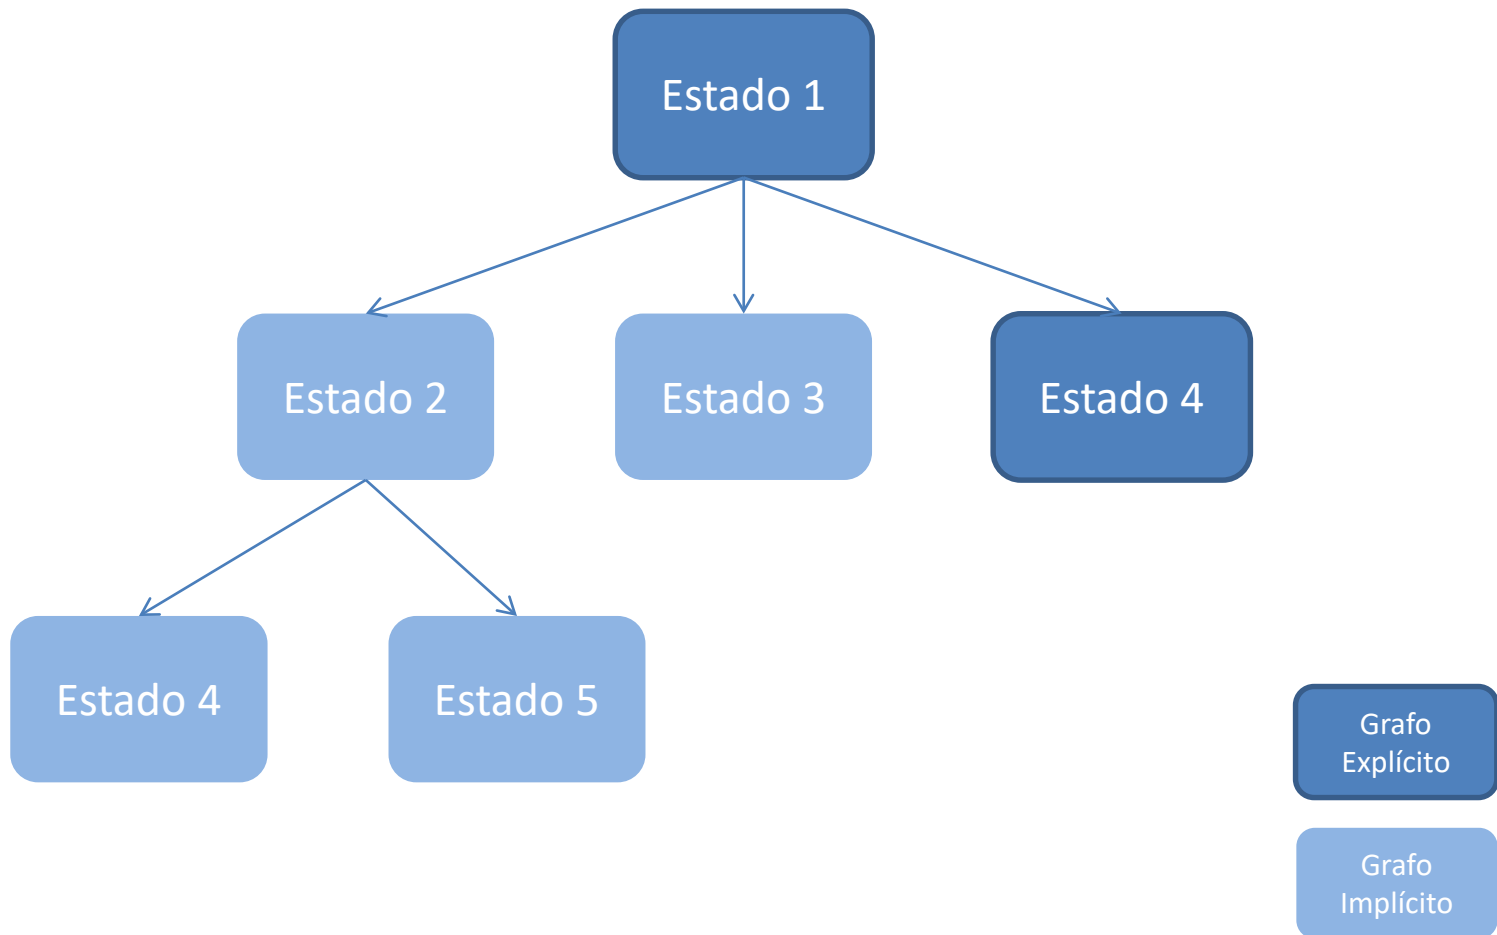 Estado 1
Estado 2
Estado 3
Estado 4
Estado 4
Estado 5
Grafo
Explícito
Grafo
Implícito